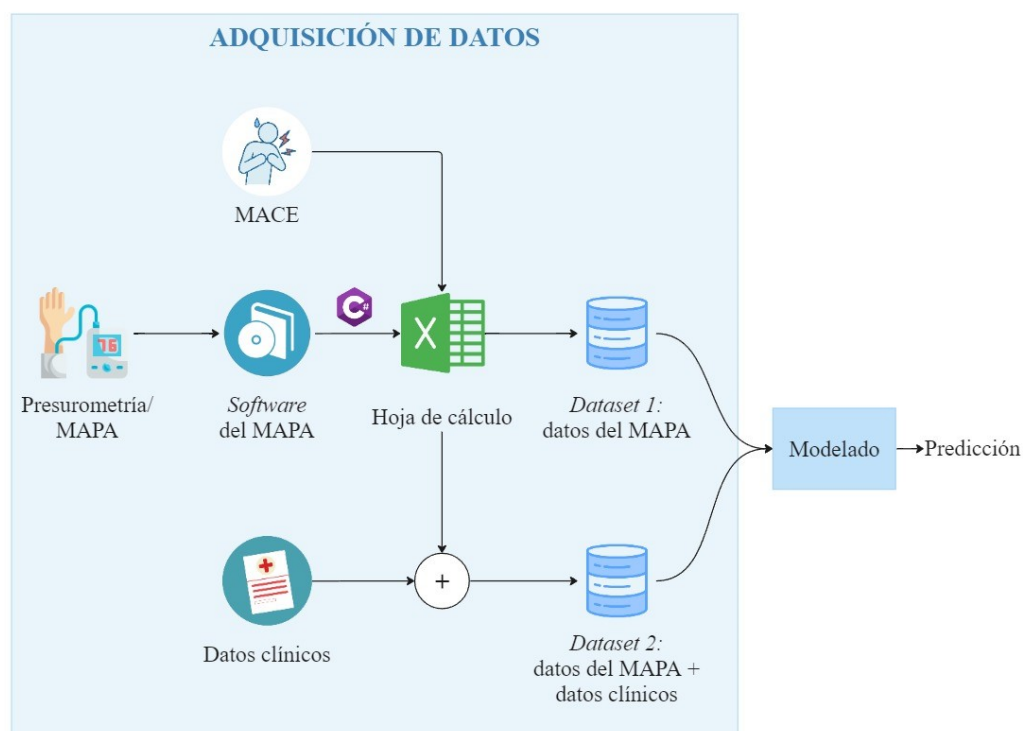 ADQUISICIÓN DE DATOS
MACE
C#
X
76
Presurometría/
MAPA
Software
del MAPA
Hoja de cálculo
Dataset 1:
datos del MAPA
Modelado
Predicción
+
Datos clínicos
Dataset 2:
datos del MAPA +
datos clínicos